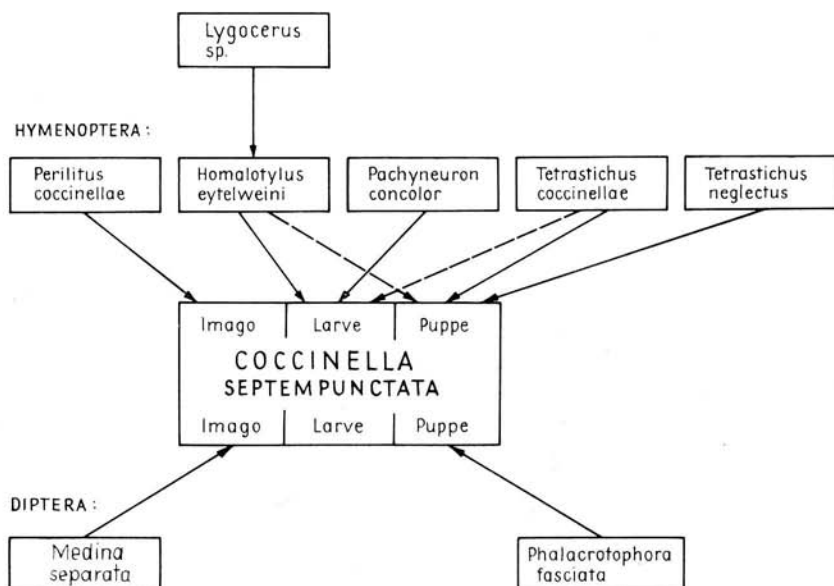 Lygocerus
sp.
HYMENOPTERA:
Perilitus
coccinellae
Homalotylus
eytelweini
Pachyneuron
concolor
Tetrastichus
coccinellae
Tetrastichus
neglectus
Imago
Larve
Puppe
COCCINELLA
SEPTEMPUNCTATA
Imago
Larve
Puppe
DIPTERA:
Medina
separata
Phalacrotophora
fasciata